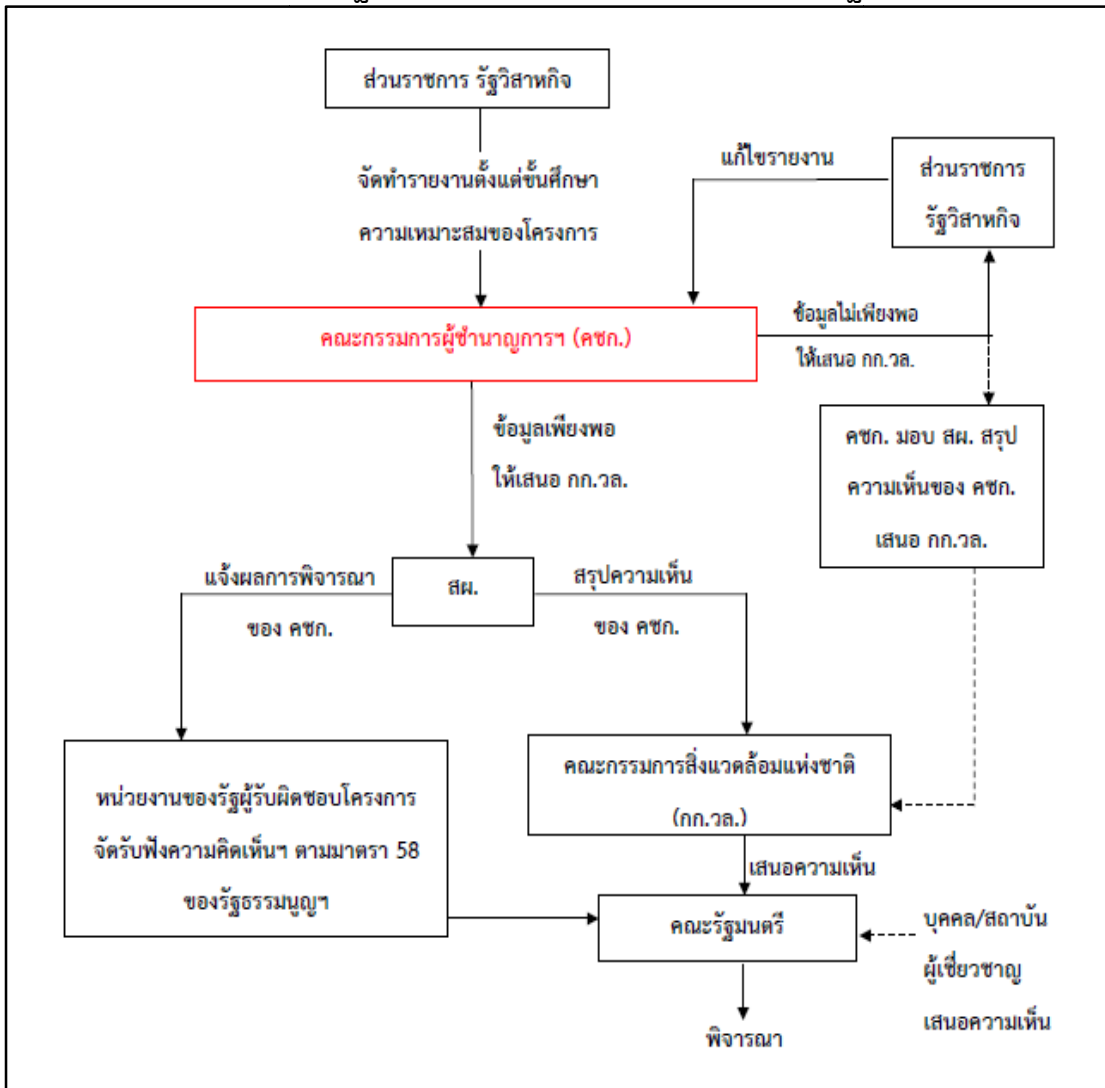 ส่วนราชการ รัฐวิสาหกิจ
จัดทำรายงานตั้งแต่ขั้นศึกษา
ความเหมาะสมของโครงการ
แก้ไขรายงาน
ส่วนราชการ
รัฐวิสาหกิจ
คณะกรรมการผู้ชำนาญการฯ (คชก.)
ข้อมูลไม่เพียงพอ
ให้เสนอ กก.วล.
ข้อมูลเพียงพอ
ให้เสนอ กก.วล.
คชก. มอบ สผ. สรุป
ความเห็นของ คชก.
เสนอ กก.วล.
แจ้งผลการพิจารณา
ของ คชก.
สผ.
สรุปความเห็น
ของ คชก.
หน่วยงานของรัฐผู้รับผิดชอบโครงการ
จัดรับฟังความคิดเห็นฯ ตามมาตรา 58
ของรัฐธรรมนูญฯ
คณะกรรมการสิ่งแวดล้อมแห่งชาติ
(กก.วล.)
เสนอความเห็น
คณะรัฐมนตรี
บุคคล/สถาบัน
ผู้เชี่ยวชาญ
เสนอความเห็น
พิจารณา